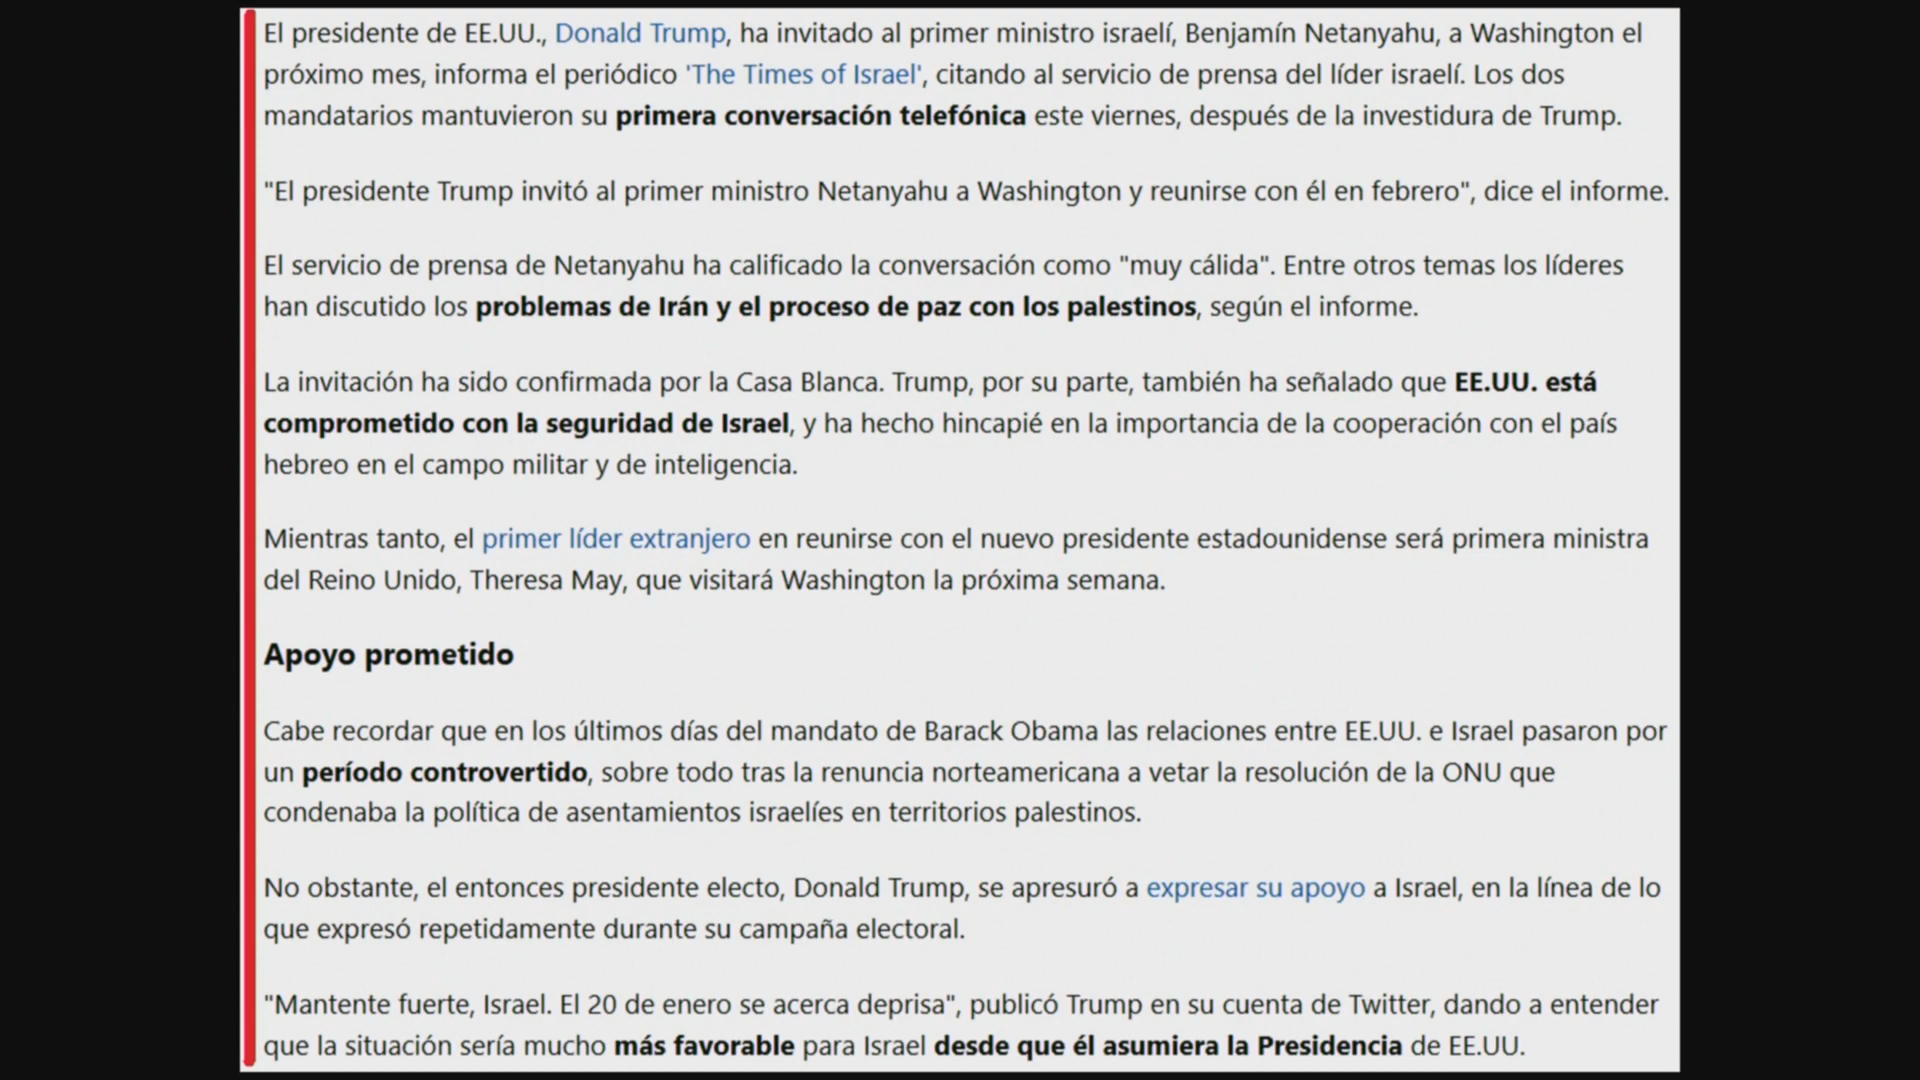 El presidente de EE.UU., Donald Trump, ha invitado al primer ministro israelí, Benjamín Netanyahu, a Washington el
próximo mes, informa el periódico 'The Times of Israel', citando al servicio de prensa del líder israelí. Los dos
mandatarios mantuvieron su primera conversación telefónica este viernes, después de la investidura de Trump.
"El presidente Trump invitó al primer ministro Netanyahu a Washington y reunirse con él en febrero", dice el informe.
El servicio de prensa de Netanyahu ha calificado la conversación como "muy cálida". Entre otros temas los líderes
han discutido los problemas de Irán y el proceso de paz con los palestinos, según el informe.
La invitación ha sido confirmada por la Casa Blanca. Trump, por su parte, también ha señalado que EE.UU. está
comprometido con la seguridad de Israel, y ha hecho hincapié en la importancia de la cooperación con el país
hebreo en el campo militar y de inteligencia.
Mientras tanto, el primer líder extranjero en reunirse con el nuevo presidente estadounidense será primera ministra
del Reino Unido, Theresa May, que visitará Washington la próxima semana.
Apoyo prometido
Cabe recordar que en los últimos días del mandato de Barack Obama las relaciones entre EE.UU. e Israel pasaron por
un período controvertido, sobre todo tras la renuncia norteamericana a vetar la resolución de la ONU que
condenaba la política de asentamientos israelíes en territorios palestinos.
No obstante, el entonces presidente electo, Donald Trump, se apresuró a expresar su apoyo a Israel, en la línea de lo
que expresó repetidamente durante su campaña electoral.
"Mantente fuerte, Israel. El 20 de enero se acerca deprisa", publicó Trump en su cuenta de Twitter, dando a entender
que la situación sería mucho más favorable para Israel desde que él asumiera la Presidencia de EE.UU.